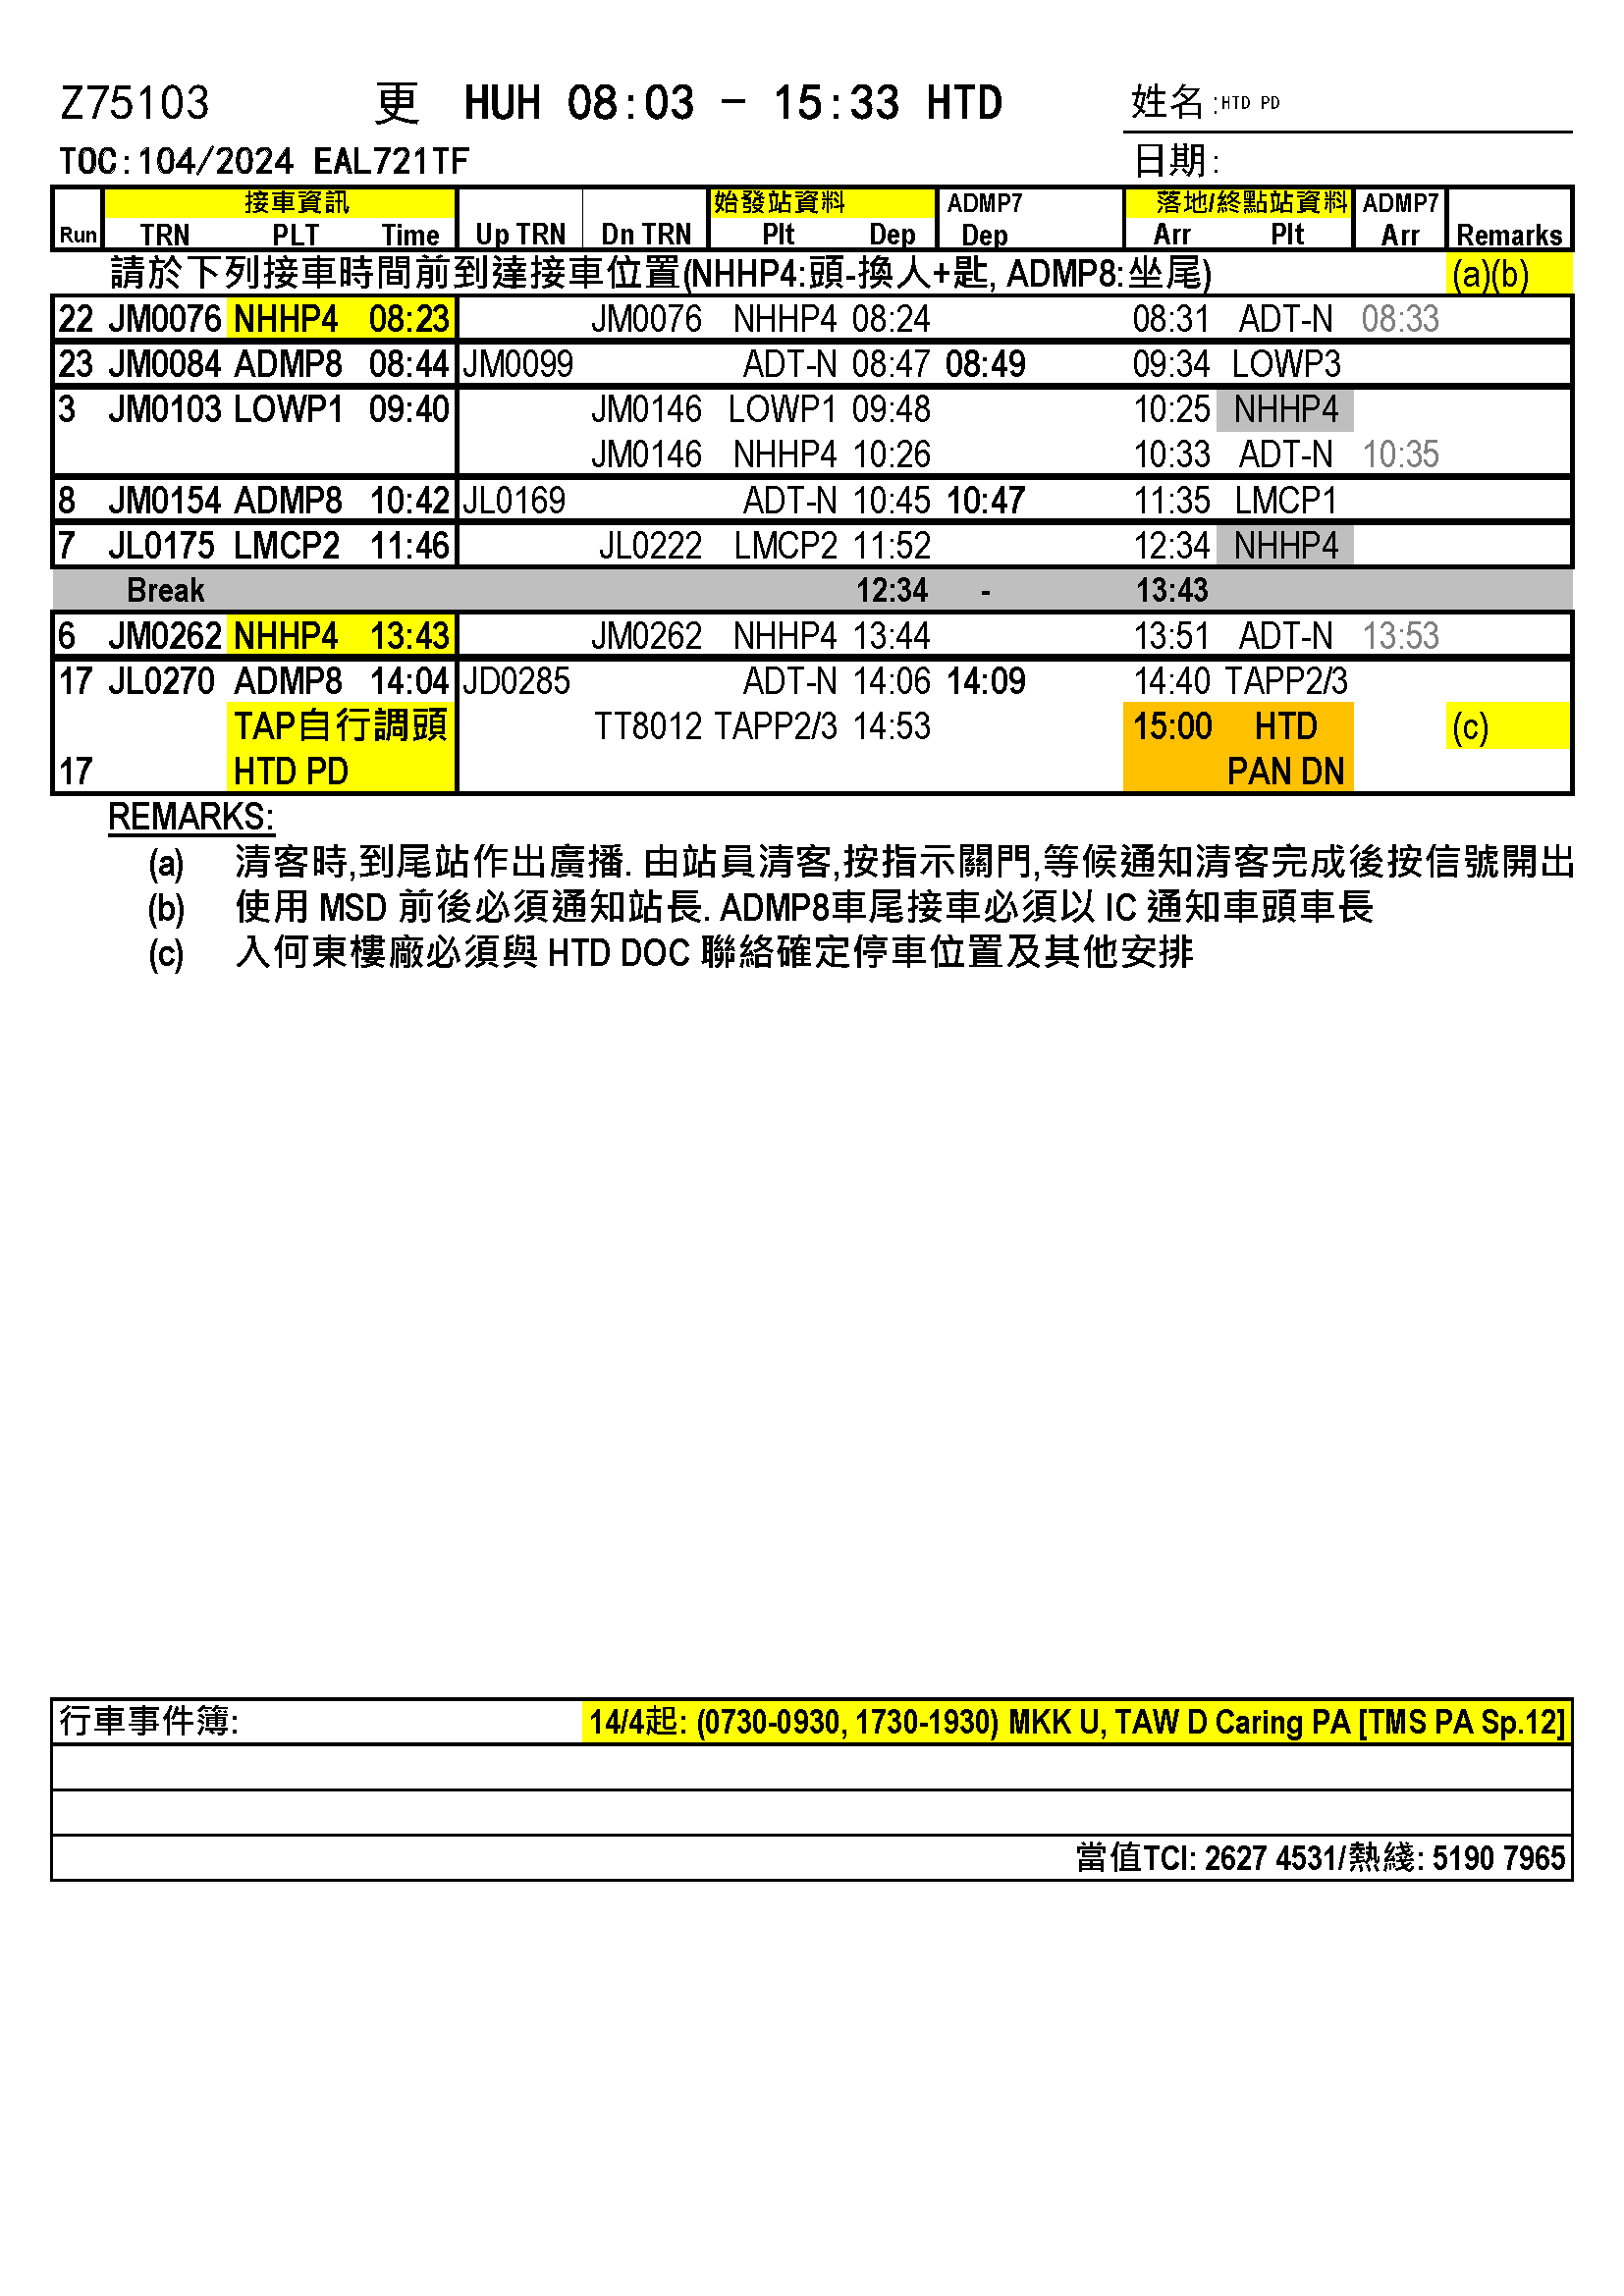 Z75103 更 HUH 08:03 - 15:33 HTD 姓名:HTD PD
TOC:104/2024 EAL721TF 日期:
接車資訊 始發站資料 ADMP7 落地/終點站資料 ADMP7
Run TRN PLT Time Up TRN Dn TRN Plt Dep Dep Arr Plt Arr Remarks
請於下列接車時間前到達接車位置(NHHP4:頭-換人+匙, ADMP8:坐尾) (a)(b)
22 JM0076 NHHP4 08:23 JM0076 NHHP4 08:24 08:31 ADT-N 08:33
23 JM0084 ADMP8 08:44 JM0099 ADT-N 08:47 08:49 09:34 LOWP3
3 JM0103 LOWP1 09:40 JM0146 LOWP1 09:48 10:25 NHHP4
JM0146 NHHP4 10:26 10:33 ADT-N 10:35
8 JM0154 ADMP8 10:42 JL0169 ADT-N 10:45 10:47 11:35 LMCP1
7 JL0175 LMCP2 11:46 JL0222 LMCP2 11:52 12:34 NHHP4
Break 12:34 - 13:43
6 JM0262 NHHP4 13:43 JM0262 NHHP4 13:44 13:51 ADT-N 13:53
17 JL0270 ADMP8 14:04 JD0285 ADT-N 14:06 14:09 14:40 TAPP2/3
TAP自行調頭 TT8012 TAPP2/3 14:53 15:00 HTD (c)
17 HTD PD PAN DN
REMARKS:
(a) 清客時,到尾站作出廣播. 由站員清客,按指示關門,等候通知清客完成後按信號開出
(b) 使用 MSD 前後必須通知站長. ADMP8車尾接車必須以 IC 通知車頭車長
(c) 入何東樓廠必須與 HTD DOC 聯絡確定停車位置及其他安排
行車事件簿: 14/4起: (0730-0930, 1730-1930) MKK U, TAW D Caring PA [TMS PA Sp.12]
當值TCI: 2627 4531/熱綫: 5190 7965